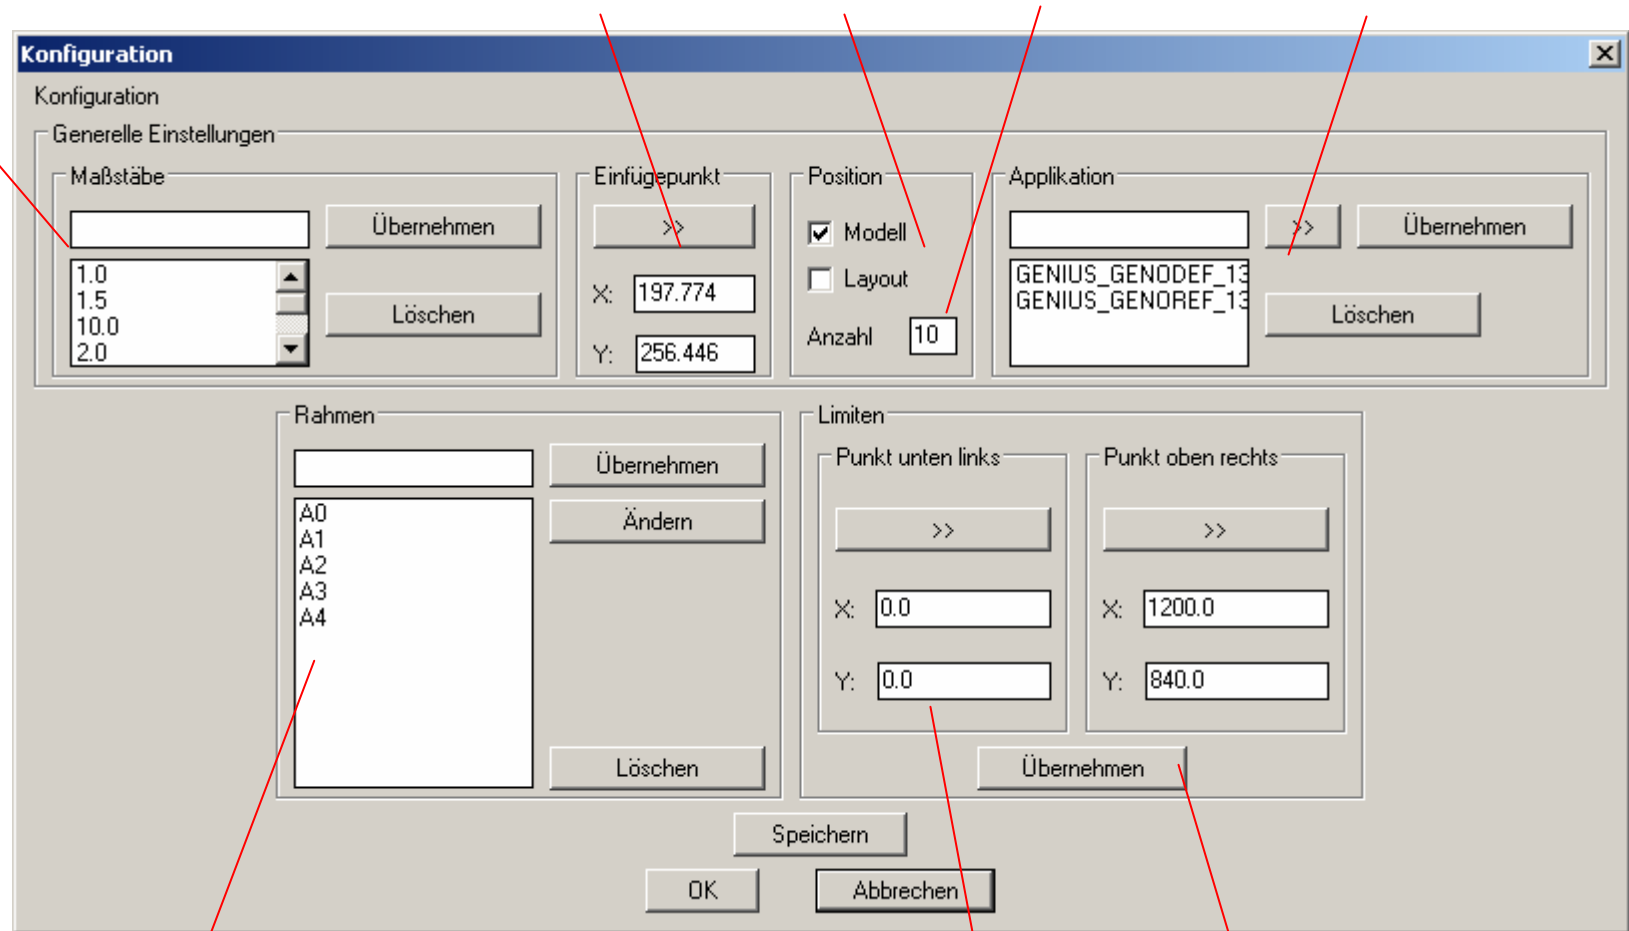 Konfiguration
Konfiguration
Generelle Einstellungen
Maßstäbe
Übernehmen
1.0
1.5
10.0
2.0
Löschen
Einfügepunkt
>>
X: 197.774
Y: 256.446
Position
Modell
Layout
Anzahl 10
Applikation
>> Übernehmen
GENIUS_GENODEF_13
GENIUS_GENOREF_13
Löschen
Rahmen
Übernehmen
A0
A1
A2
A3
A4
Ändern
Löschen
Limiten
Punkt unten links
>>
X: 0.0
Y: 0.0
Punkt oben rechts
>>
X: 1200.0
Y: 840.0
Übernehmen
Speichern
OK Abbrechen